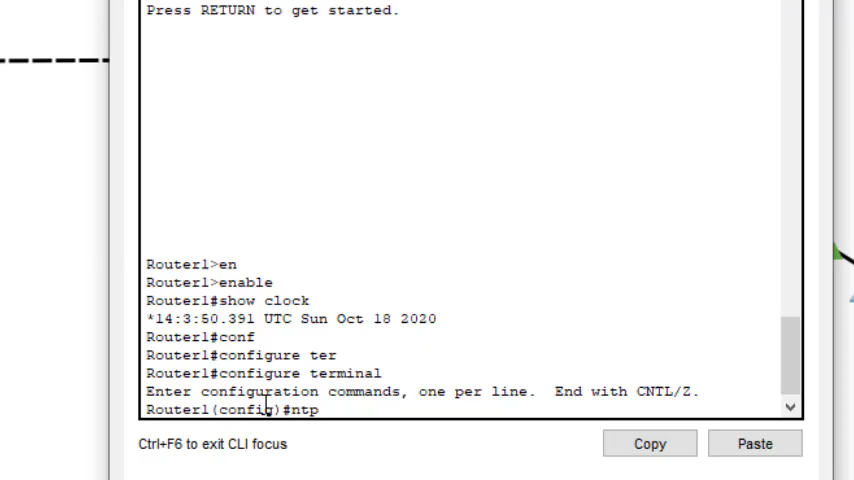 Press RETURN to get started.
Router1>en
Router1>enable
Router1#show clock
*14:3:50.391 UTC Sun Oct 18 2020
Router1#conf
Router1#configure ter
Router1#configure terminal
Enter configuration commands, one per line.  End with CNTL/Z.
Router1(config)#ntp
Ctrl+F6 to exit CLI focus
Copy
Paste